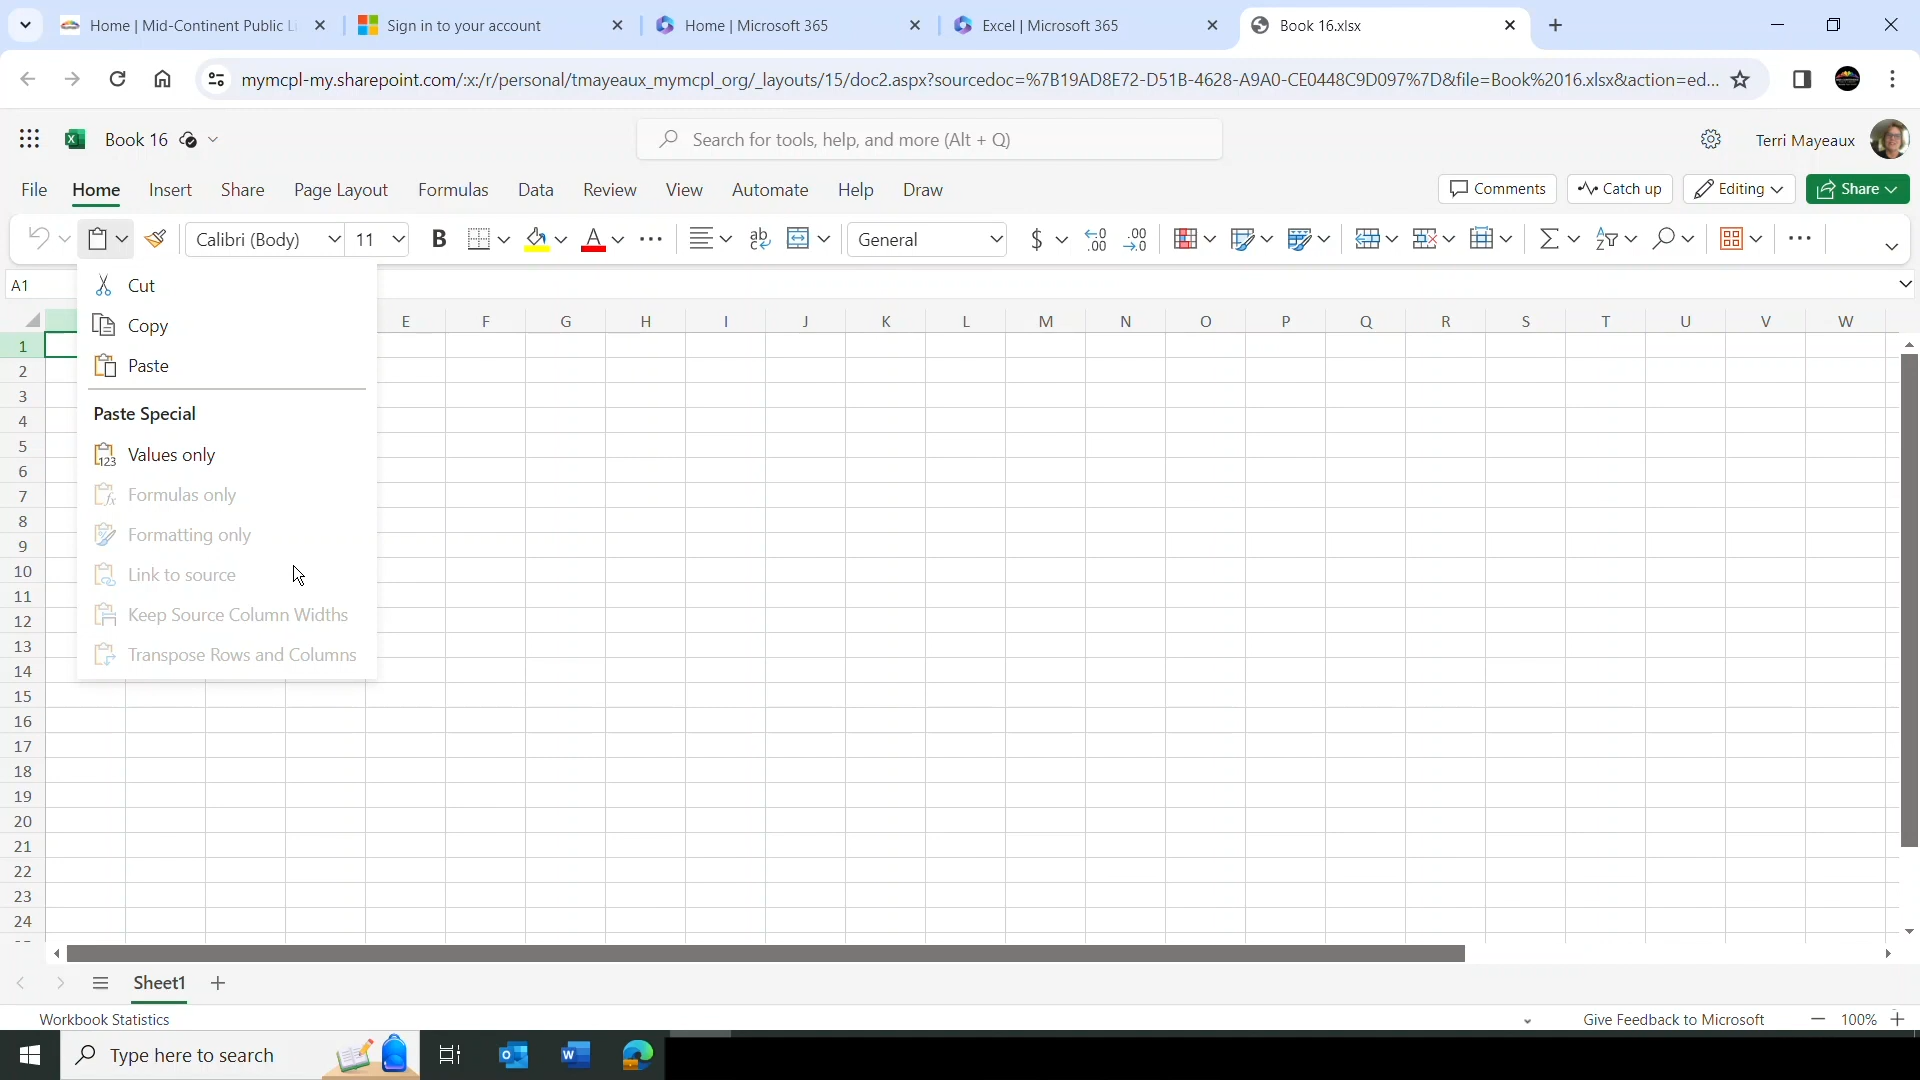 Home | Mid-Continent Public Li
Sign in to your account
Home | Microsoft 365
Excel | Microsoft 365
Book 16.xlsx
mymcpl-my.sharepoint.com/:x:/r/personal/tmayeaux_mymcpl_org/_layouts/15/doc2.aspx?sourcedoc=%7B19AD8E72-D51B-4628-A9A0-CE0448C9D097%7D&file=Book%2016.xlsx&action=ed...
Book 16
Search for tools, help, and more (Alt + Q)
Terri Mayeaux
File Home Insert Share Page Layout Formulas Data Review View Automate Help Draw
Comments
Catch up
Editing
Share
Calibri (Body)
11
B
ab
General
$
.00
.00
A1
Cut
Copy
Paste
Paste Special
Values only
Formulas only
Formatting only
Link to source
Keep Source Column Widths
Transpose Rows and Columns
E F G H I J K L M N O P Q R S T U V W
1
2
3
4
5
6
7
8
9
10
11
12
13
14
15
16
17
18
19
20
21
22
23
24
Sheet1
Workbook Statistics
Give Feedback to Microsoft
100%
Type here to search